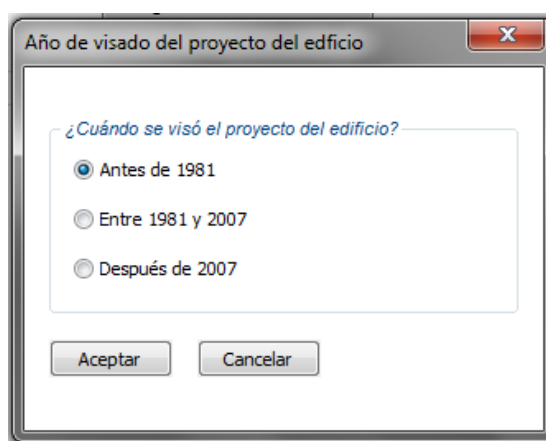 Año de visado del proyecto del edficio
¿Cuándo se visó el proyecto del edificio?
Antes de 1981
Entre 1981 y 2007
Después de 2007
Aceptar Cancelar